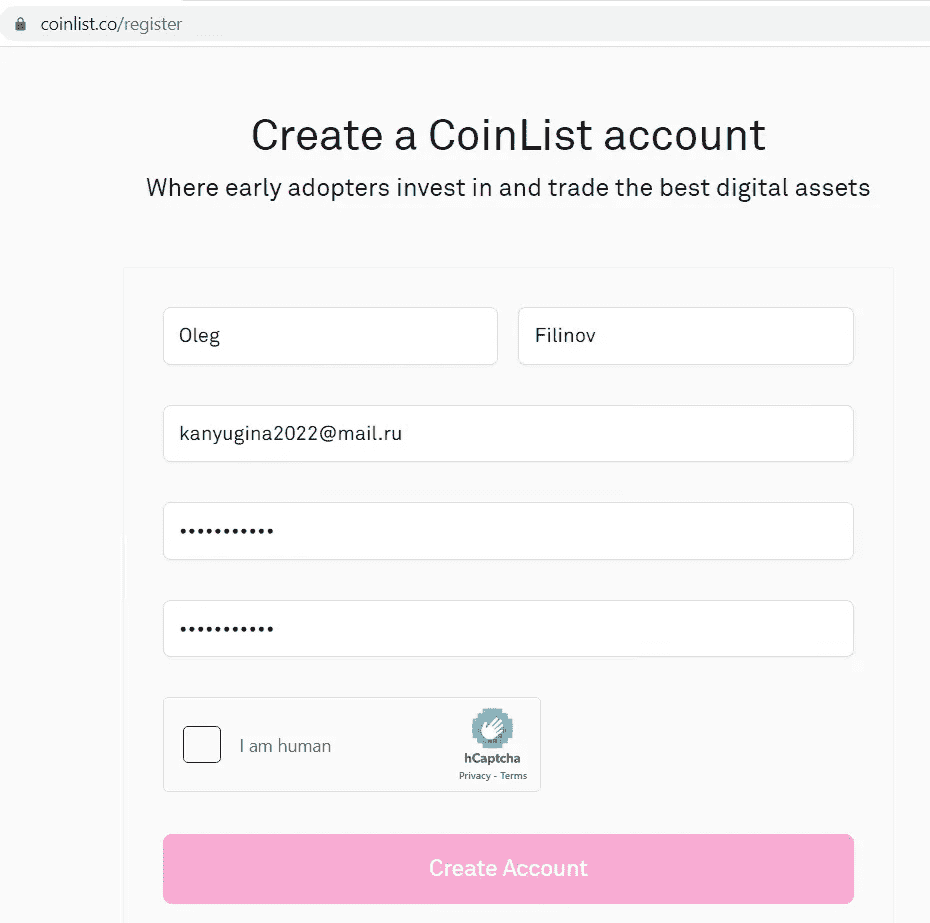 coinlist.co/register
Create a CoinList account
Where early adopters invest in and trade the best digital assets
Oleg Filinov
kanyugina2022@mail.ru
•••••••••••
•••••••••••
I am human
hCaptcha
Privacy - Terms
Create Account